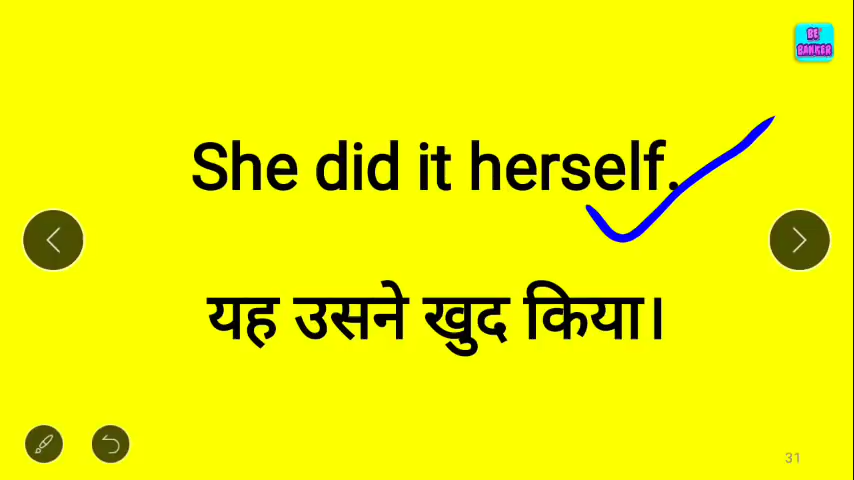 BE
BANKER
She did it herself.
यह उसने खुद किया।
31